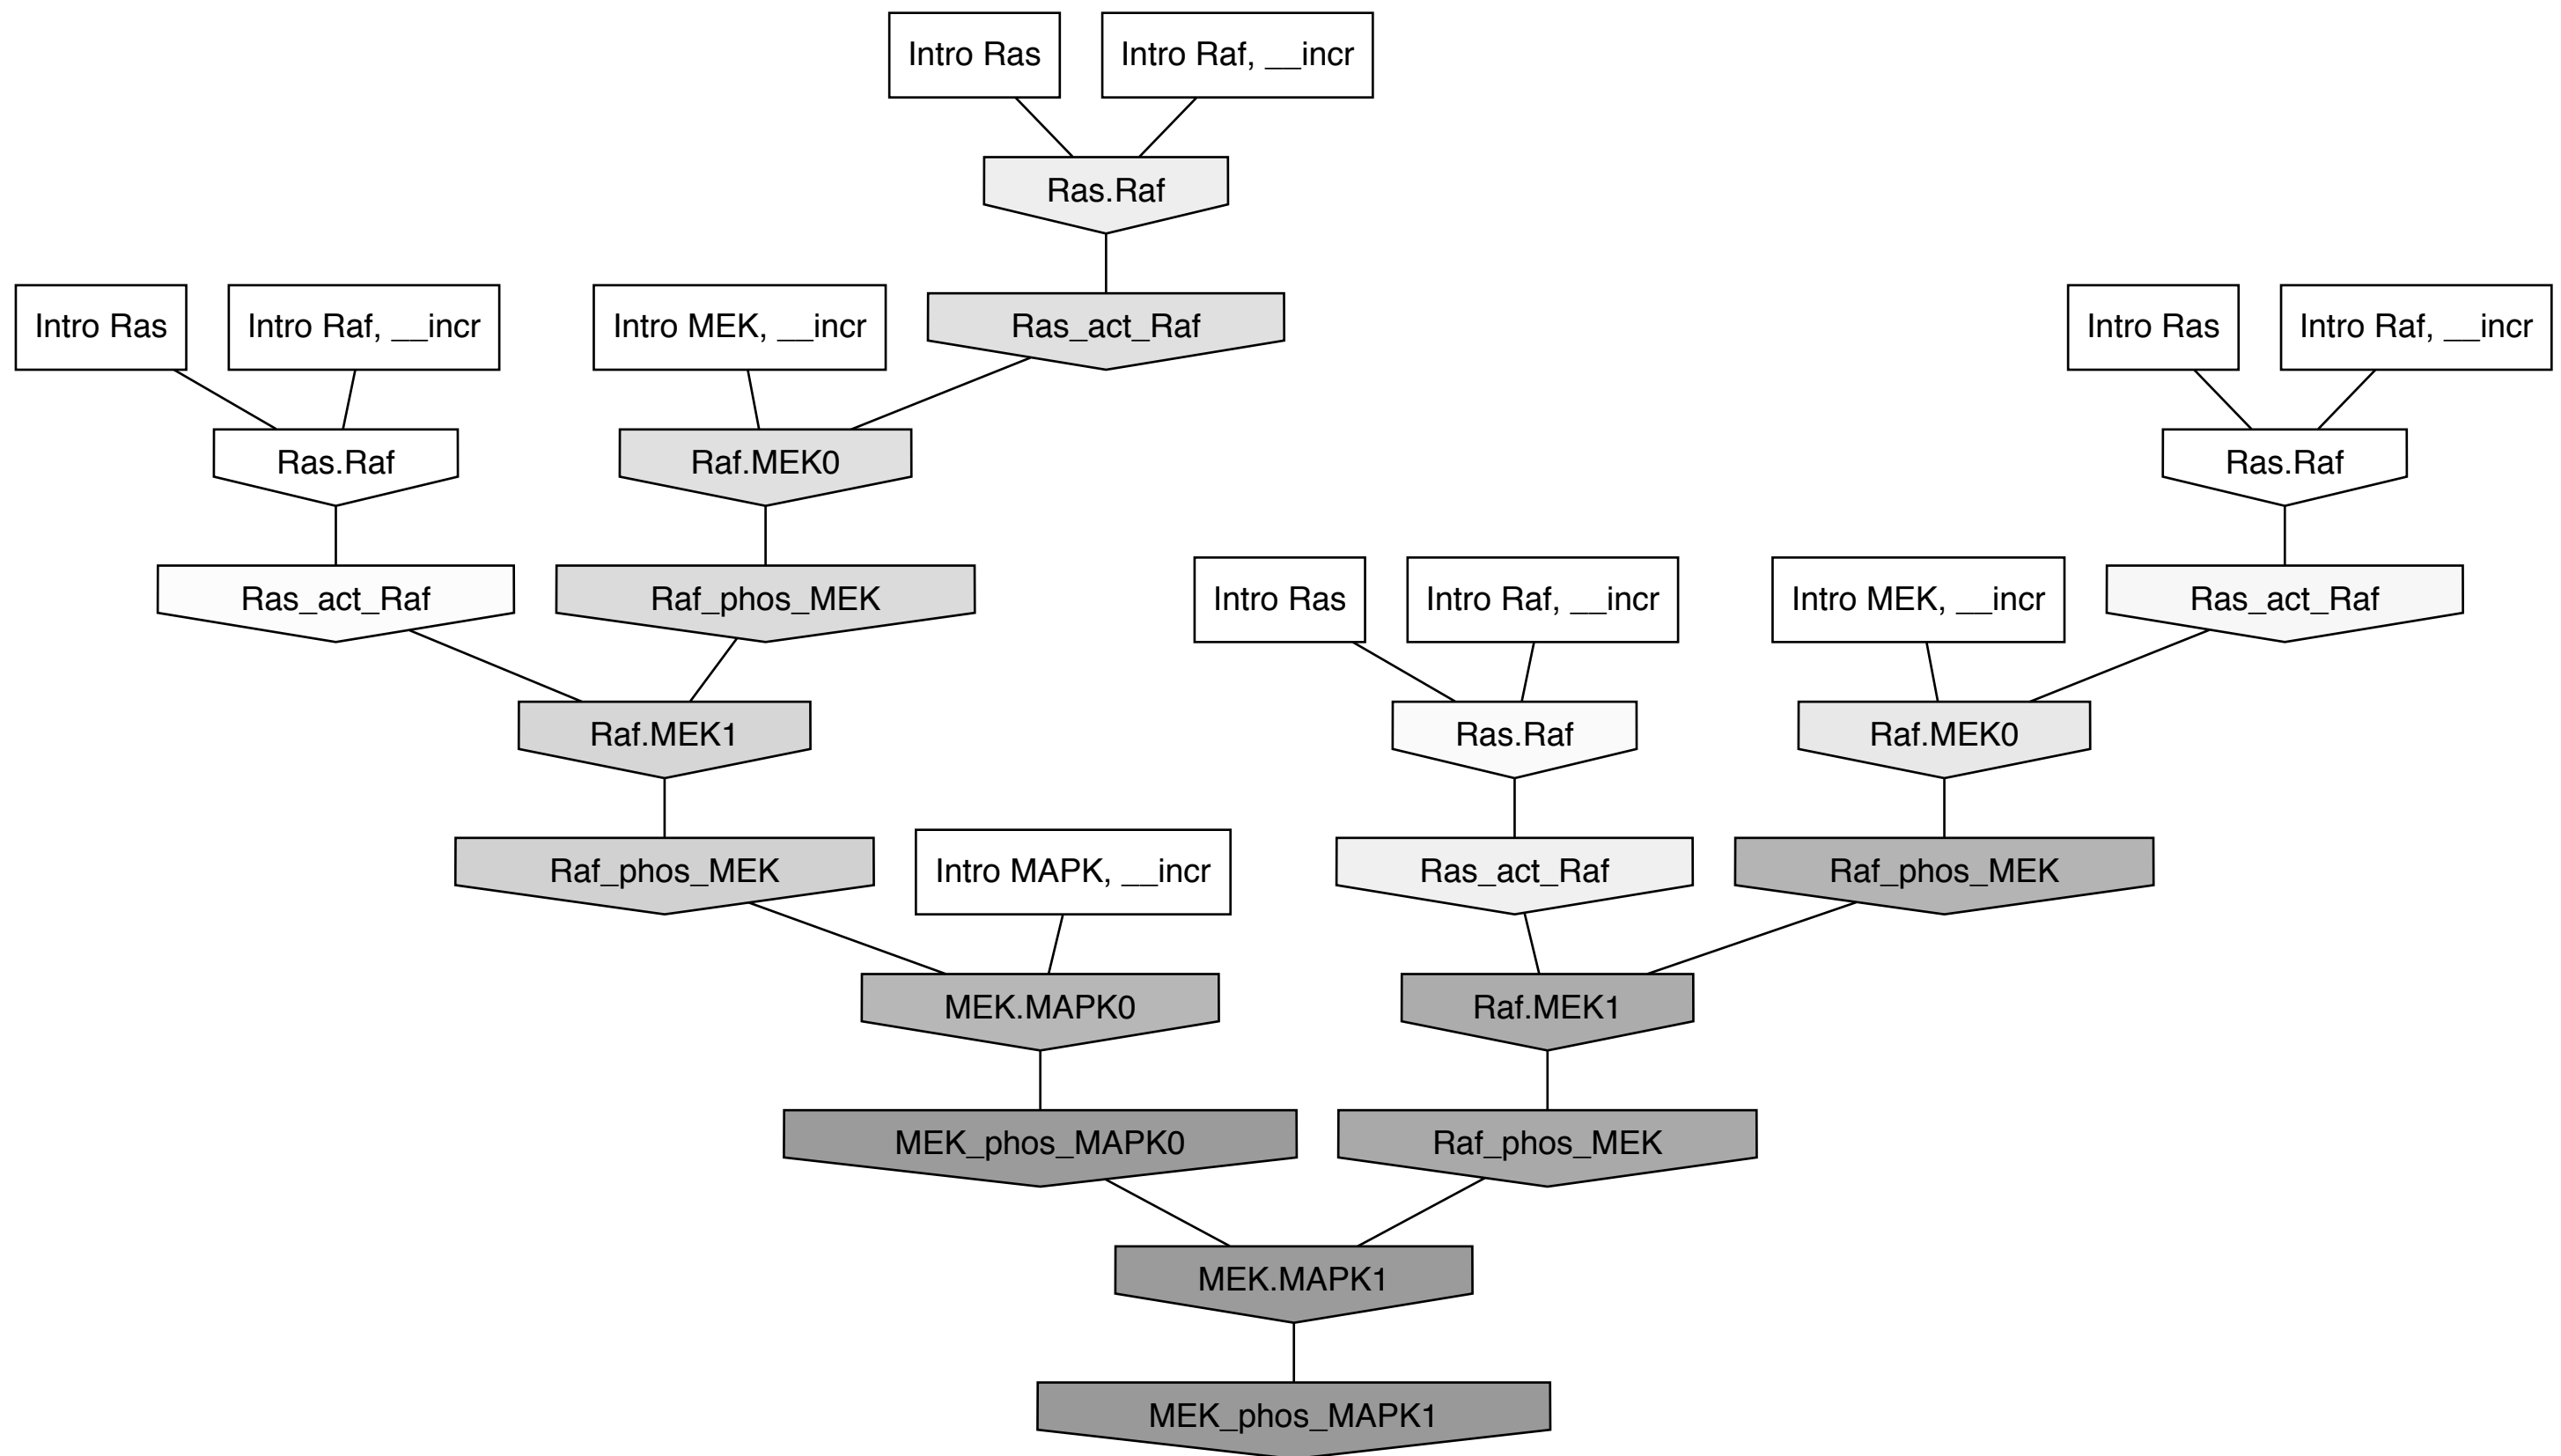 Intro Ras
Intro Raf, __incr
Ras.Raf
Intro Ras
Intro Raf, __incr
Intro MEK, __incr
Ras_act_Raf
Intro Ras
Intro Raf, __incr
Ras.Raf
Raf.MEK0
Ras.Raf
Ras_act_Raf
Raf_phos_MEK
Intro Ras
Intro Raf, __incr
Intro MEK, __incr
Ras_act_Raf
Raf.MEK1
Ras.Raf
Raf.MEK0
Raf_phos_MEK
Intro MAPK, __incr
Ras_act_Raf
Raf_phos_MEK
MEK.MAPK0
Raf.MEK1
MEK_phos_MAPK0
Raf_phos_MEK
MEK.MAPK1
MEK_phos_MAPK1